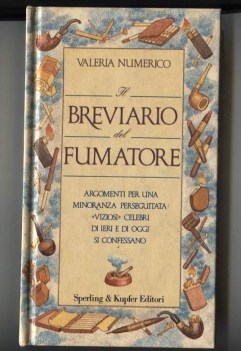 VALERIA NUMERICO
Il
BREVIARIO
del
FUMATORE
ARGOMENTI PER UNA
MINORANZA PERSEGUITATA:
«VIZIOSI» CELEBRI
DI IERI E DI OGGI
SI CONFESSANO
Sperling & Kupfer Editori